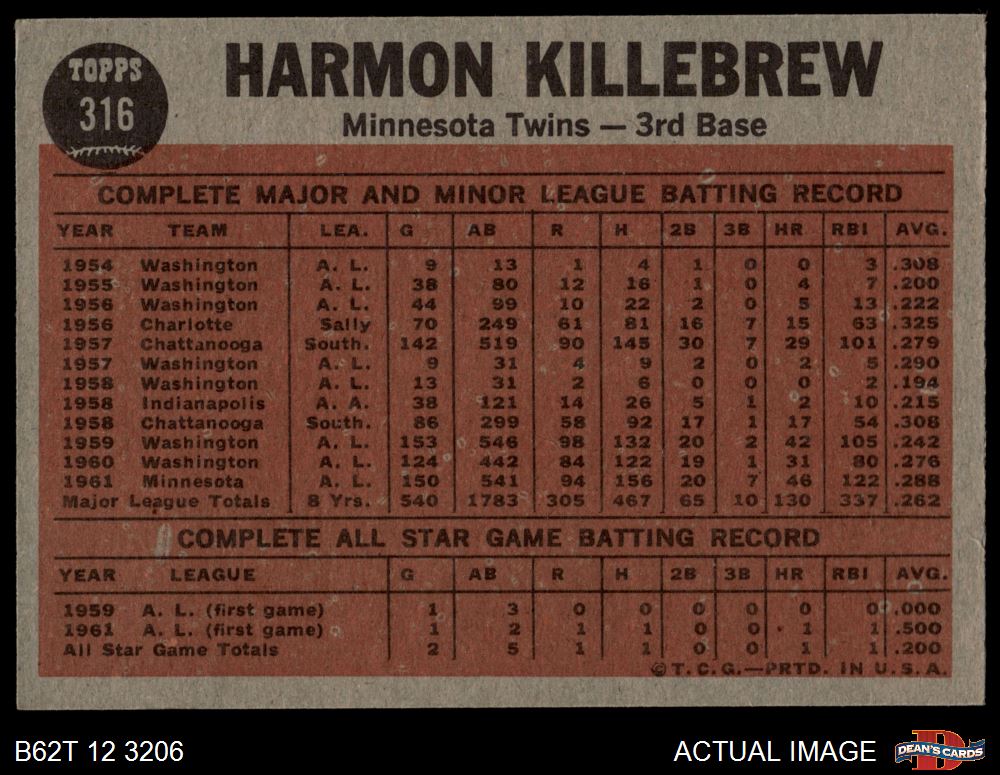 TOPPS
316
HARMON KILLEBREW
Minnesota Twins — 3rd Base
COMPLETE MAJOR AND MINOR LEAGUE BATTING RECORD
YEAR TEAM LEA. G AB R H 2B 3B HR RBI AVG.
1954 Washington A. L. 9 13 1 4 1 0 0 3 .308
1955 Washington A. L. 38 80 12 16 1 0 4 7 .200
1956 Washington A. L. 44 99 10 22 2 0 5 13 .222
1956 Charlotte Sally 70 249 61 81 16 7 15 63 .325
1957 Chattanooga South. 142 519 90 145 30 7 29 101 .279
1957 Washington A. L. 9 31 4 9 2 0 2 5 .290
1958 Washington A. L. 13 31 2 6 0 0 0 2 .194
1958 Indianapolis A. A. 38 121 14 26 5 1 2 10 .215
1958 Chattanooga South. 86 299 58 92 17 1 17 54 .308
1959 Washington A. L. 153 546 98 132 20 2 42 105 .242
1960 Washington A. L. 124 442 84 122 19 1 31 80 .276
1961 Minnesota A. L. 150 541 94 156 20 7 46 122 .288
Major League Totals 8 Yrs. 540 1783 305 467 65 10 130 337 .262
COMPLETE ALL STAR GAME BATTING RECORD
YEAR LEAGUE G AB R H 2B 3B HR RBI AVG.
1959 A. L. (first game) 1 3 0 0 0 0 0 0 .000
1961 A. L. (first game) 1 2 1 1 0 0 1 1 .500
All Star Game Totals 2 5 1 1 0 0 1 1 .200
© T. C. G.—PRTD. IN U. S. A.
B62T 12 3206
ACTUAL IMAGE
DEAN'S CARDS